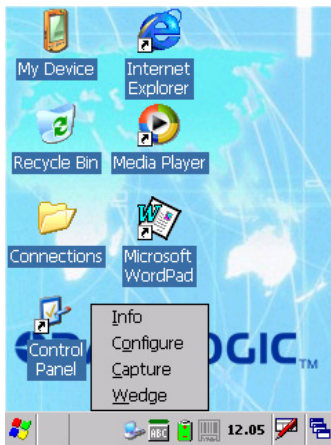 My Device
Internet
Explorer
Recycle Bin
Media Player
Connections
Microsoft
WordPad
Control
Panel
Info
Configure
Capture
Wedge
OGIC
TM
ABC
12.05